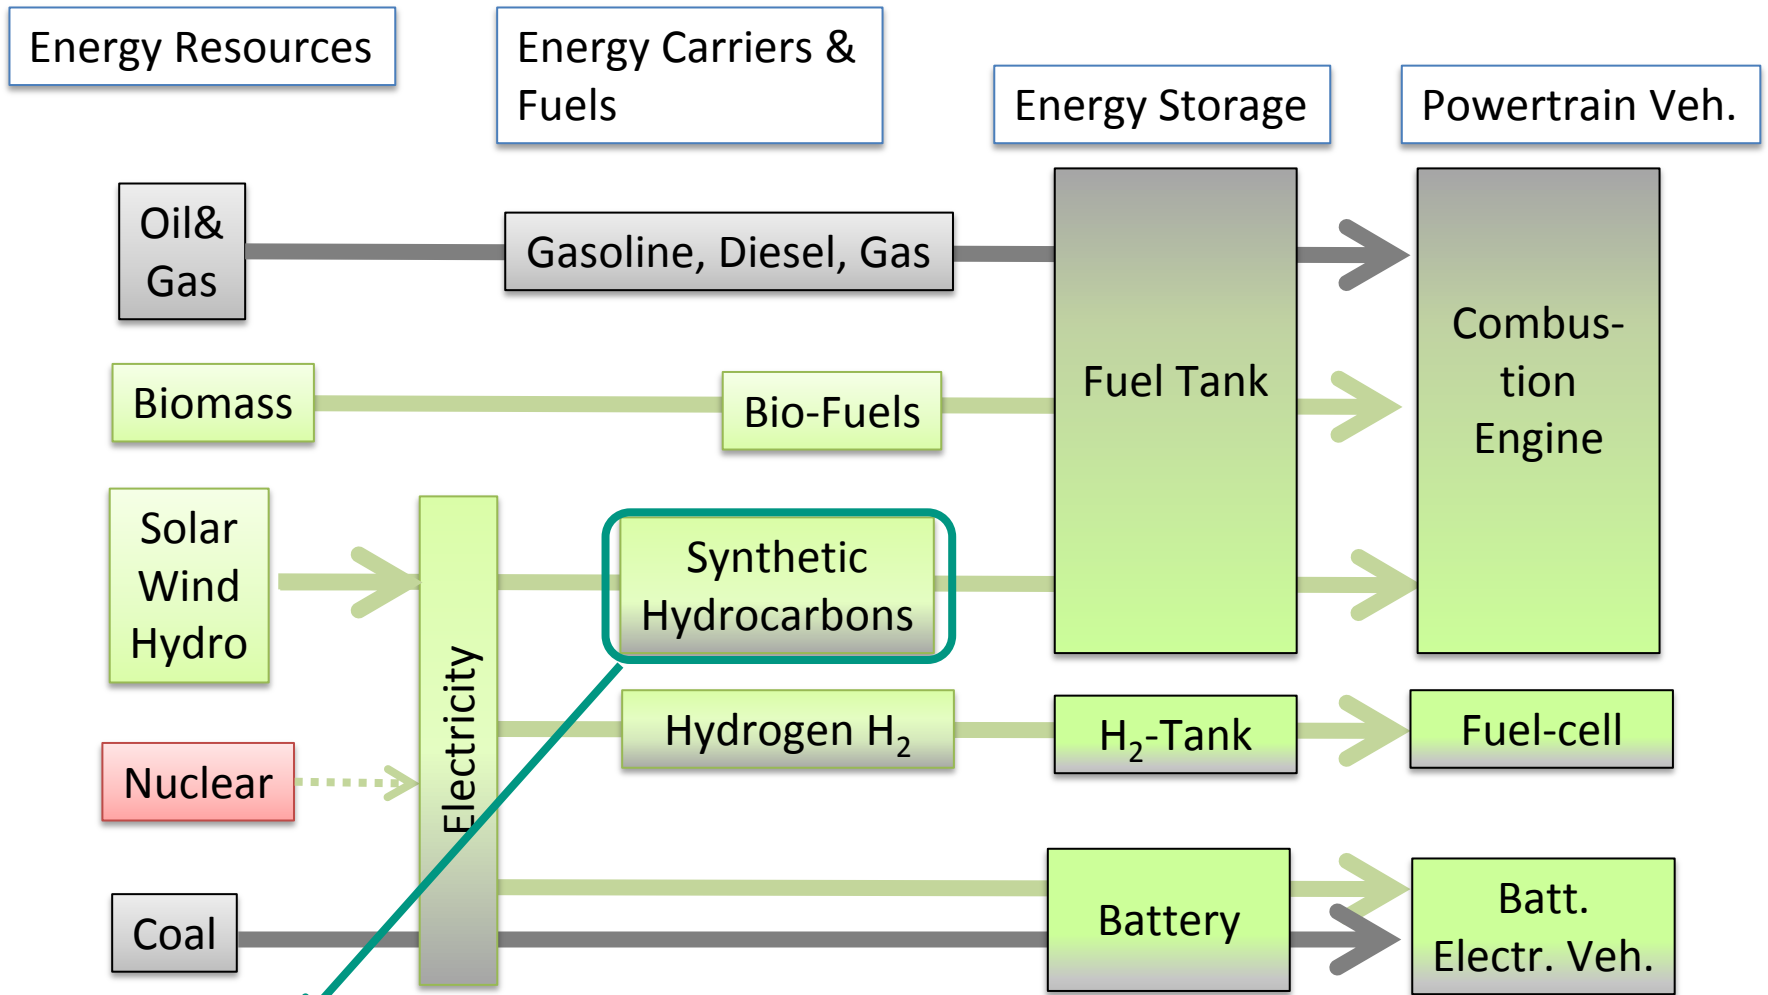 Energy Resources
Energy Carriers &
Fuels
Energy Storage
Powertrain Veh.
Oil&
Gas
Gasoline, Diesel, Gas
Fuel Tank
Combus-
tion
Engine
Biomass
Bio-Fuels
Solar
Wind
Hydro
Electricity
Synthetic
Hydrocarbons
Hydrogen H₂
H₂-Tank
Fuel-cell
Nuclear
Coal
Battery
Batt.
Electr. Veh.